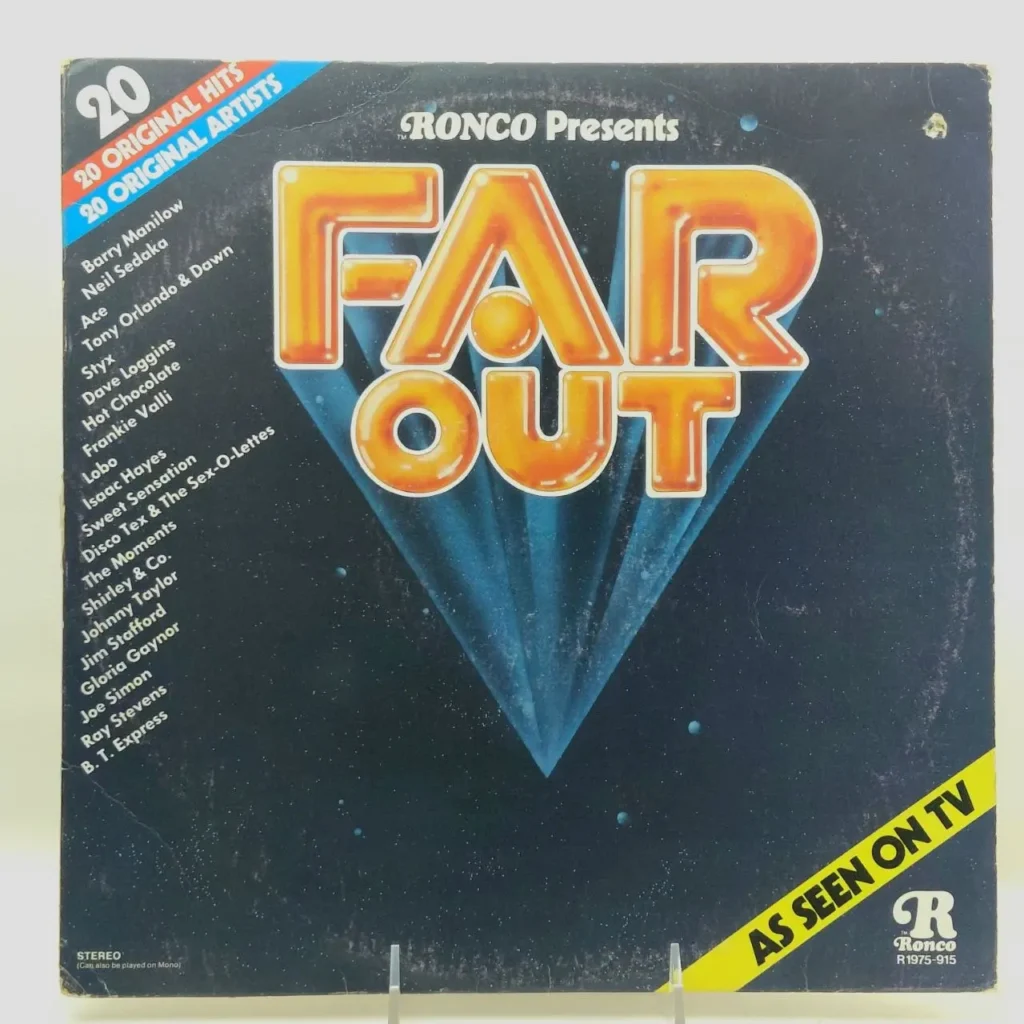 20
20 ORIGINAL HITS
20 ORIGINAL ARTISTS
™RONCO Presents
FAR
OUT
Barry Manilow
Neil Sedaka
Ace
Tony Orlando & Dawn
Styx
Dave Loggins
Hot Chocolate
Frankie Valli
Lobo
Isaac Hayes
Sweet Sensation
Disco Tex & The Sex-O-Lettes
The Moments
Shirley & Co.
Johnny Taylor
Jim Stafford
Gloria Gaynor
Joe Simon
Ray Stevens
B. T. Express
AS SEEN ON TV
R
™
Ronco
R1975-915
STEREO
(Can also be played on Mono)